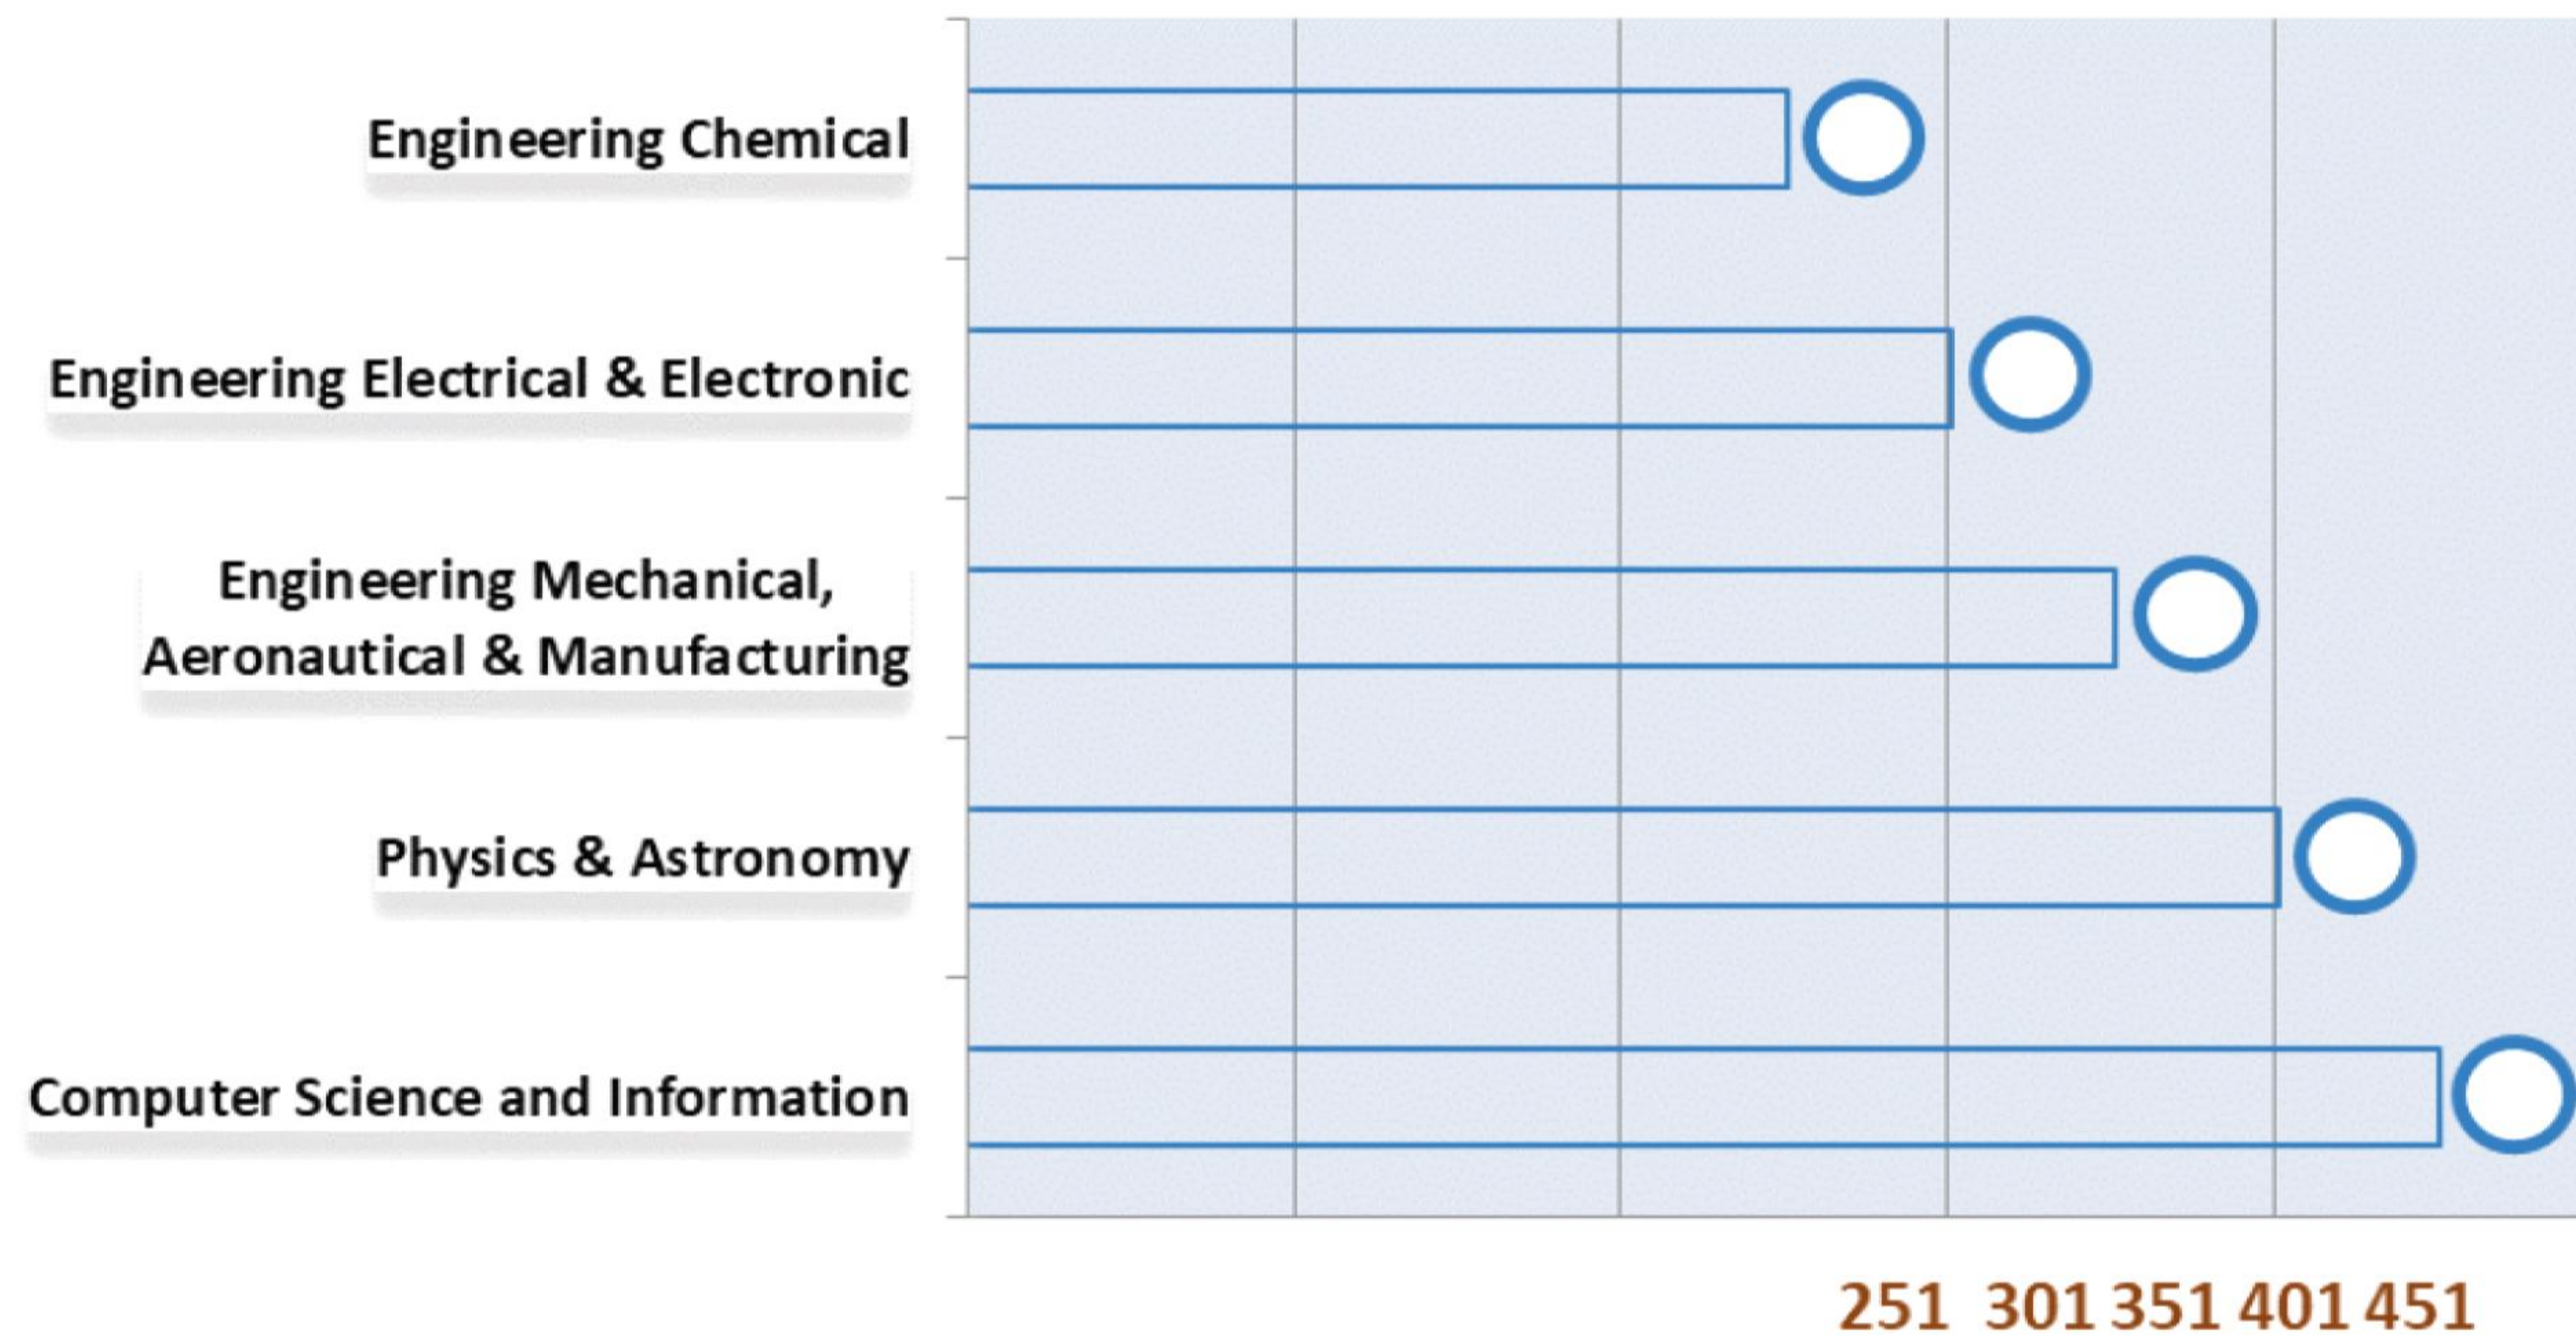 Engineering Chemical
Engineering Electrical & Electronic
Engineering Mechanical,
Aeronautical & Manufacturing
Physics & Astronomy
Computer Science and Information
251 301 351 401 451